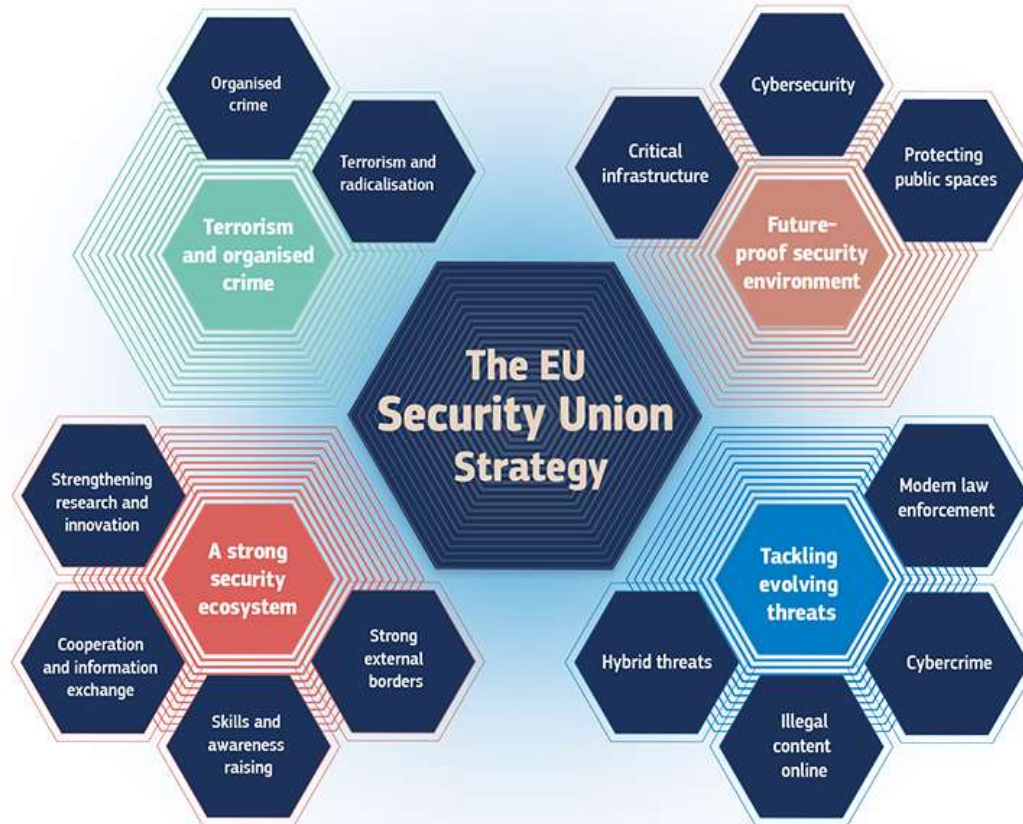 Organised
crime
Terrorism and
radicalisation
Terrorism
and organised
crime
Cybersecurity
Critical
infrastructure
Protecting
public spaces
Future-
proof security
environment
The EU
Security Union
Strategy
Strengthening
research and
innovation
A strong
security
ecosystem
Cooperation
and information
exchange
Strong
external
borders
Skills and
awareness
raising
Modern law
enforcement
Tackling
evolving
threats
Hybrid threats
Cybercrime
Illegal
content
online